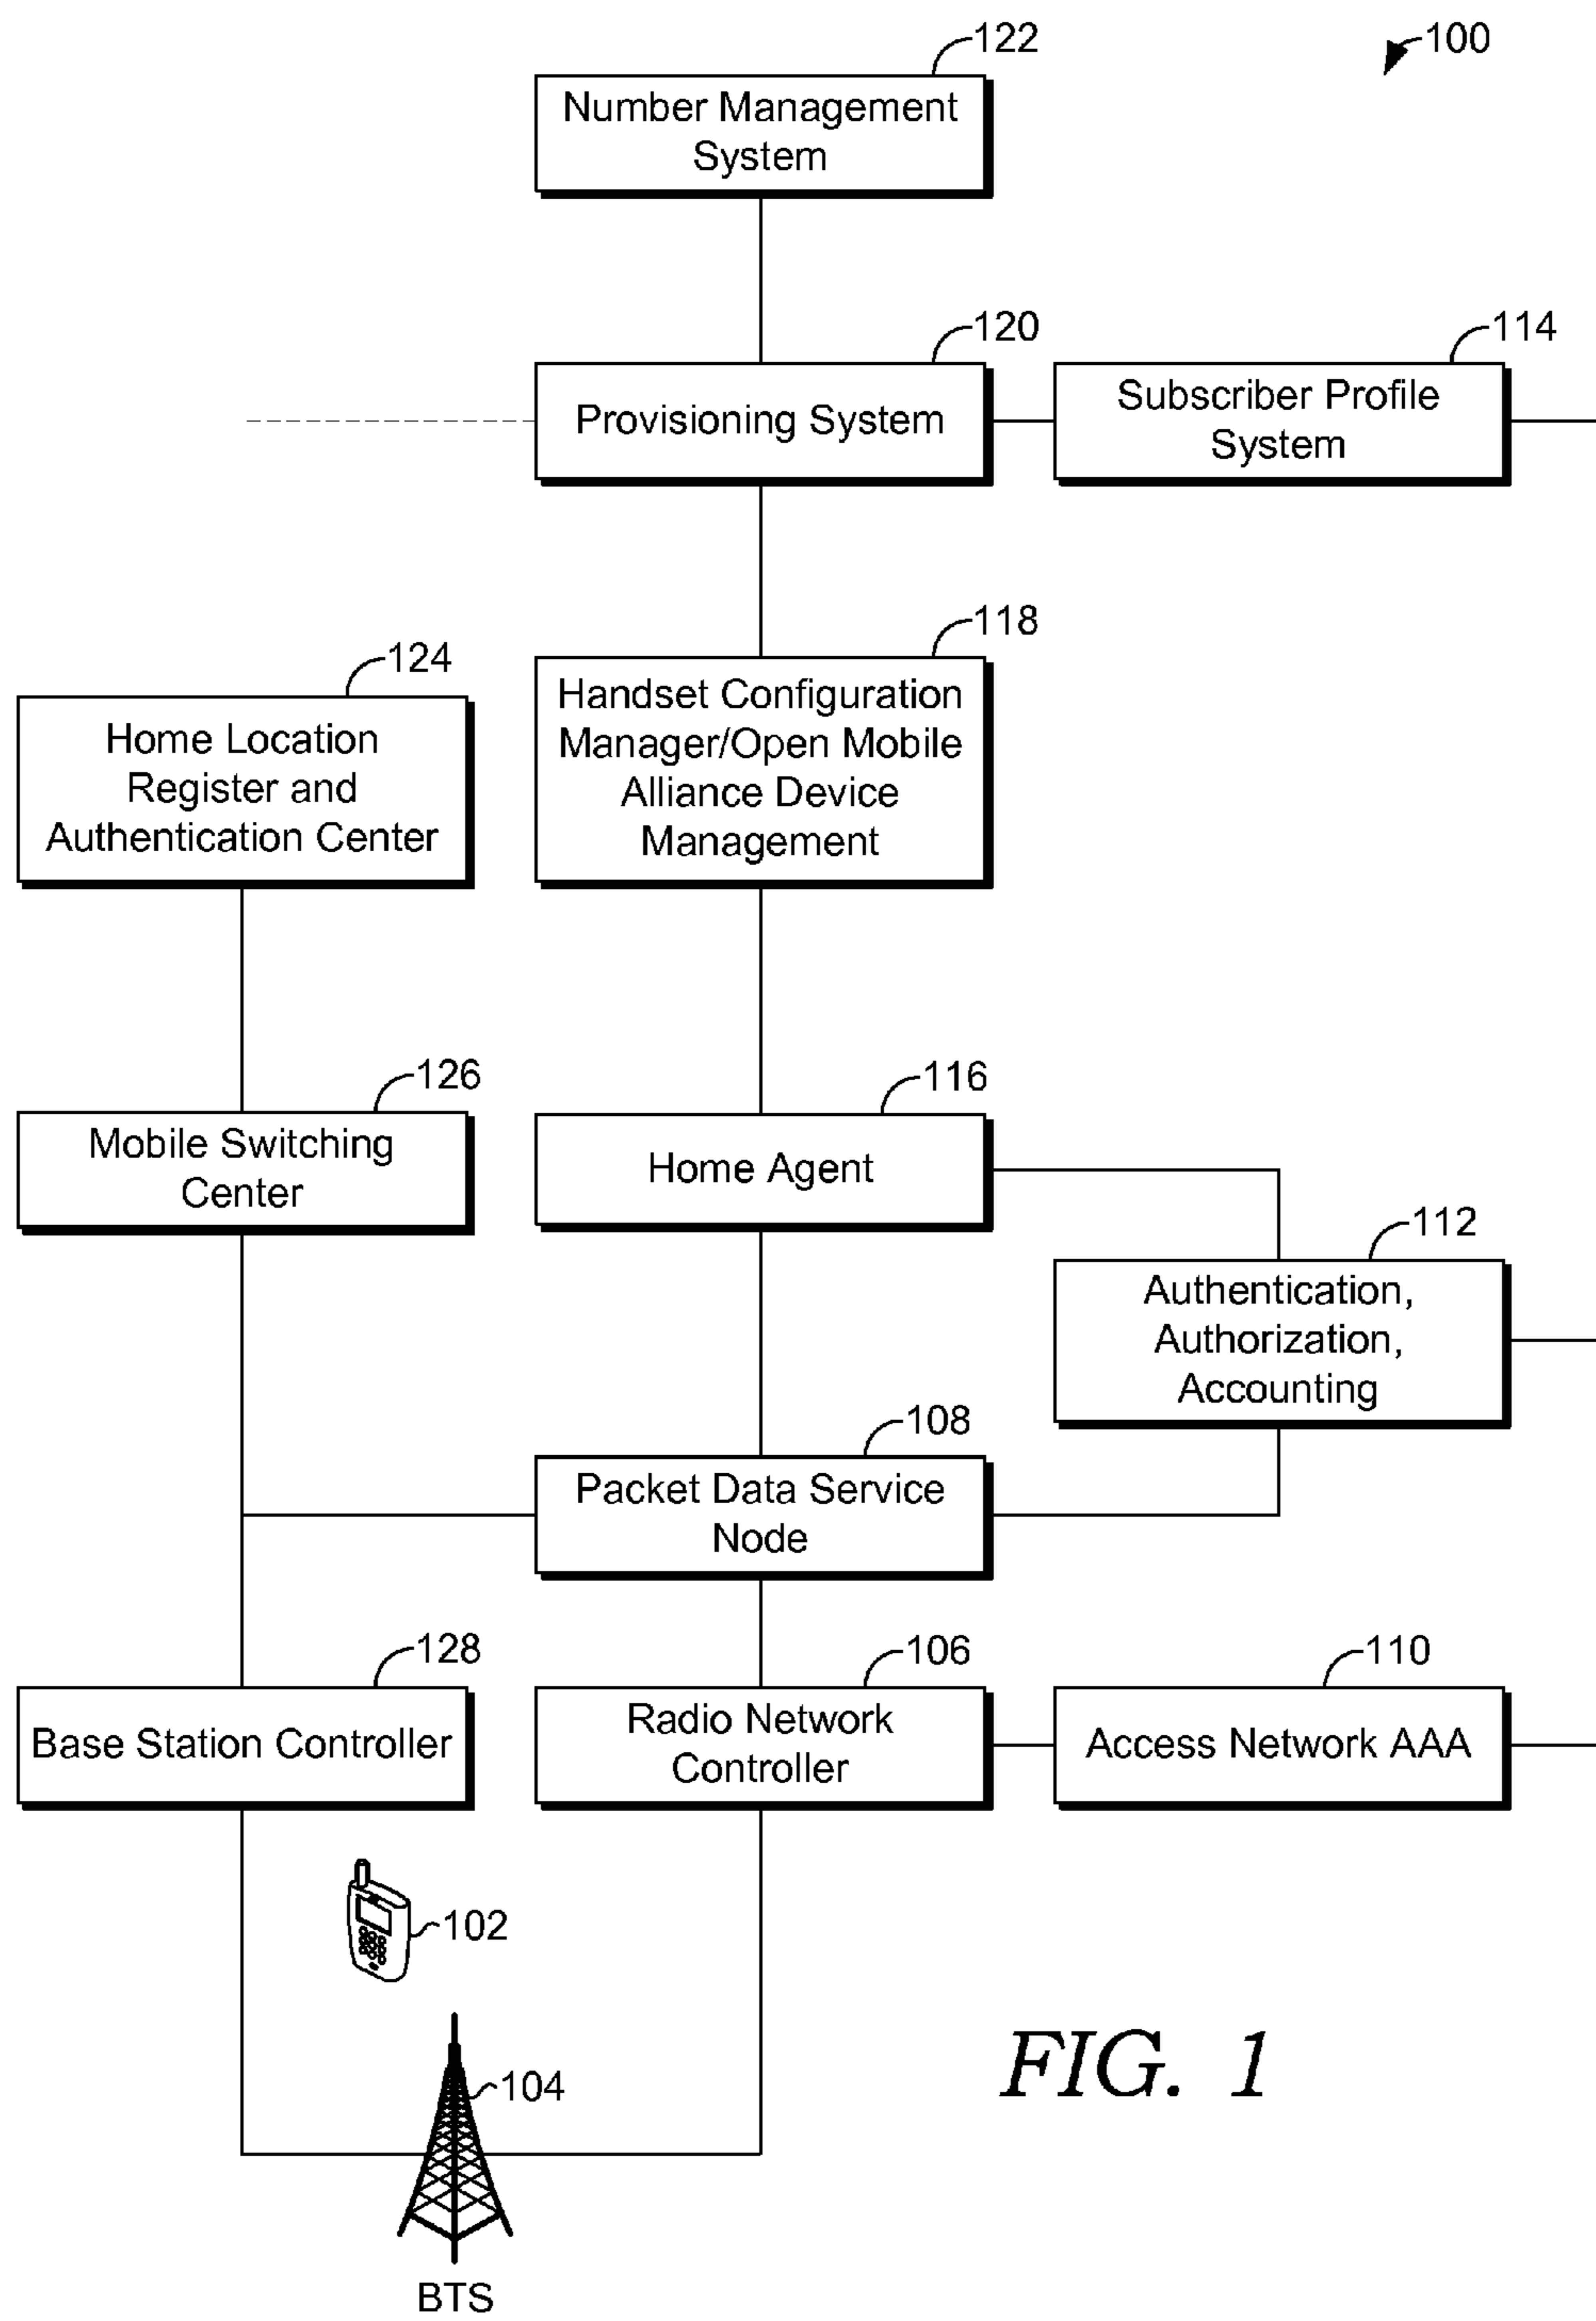 122
100
Number Management
System
120
114
Provisioning System
Subscriber Profile
System
118
124
Handset Configuration
Manager/Open Mobile
Alliance Device
Management
Home Location
Register and
Authentication Center
126
116
Mobile Switching
Center
Home Agent
112
Authentication,
Authorization,
Accounting
108
Packet Data Service
Node
128
106
110
Base Station Controller
Radio Network
Controller
Access Network AAA
102
104
FIG. 1
BTS